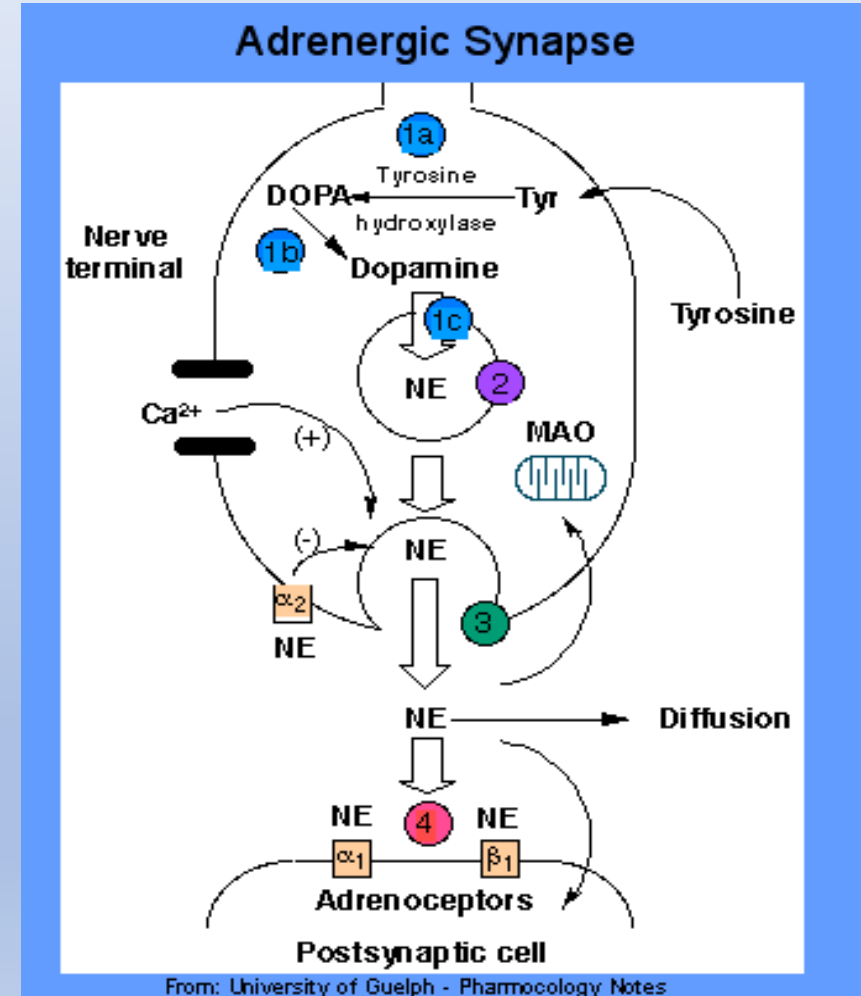 Adrenergic Synapse
1a
Tyrosine
DOPA
Tyr
hydroxylase
Nerve
terminal
1b
Dopamine
1c
Tyrosine
NE
2
Ca²⁺
(+)
MAO
(-)
NE
α₂
3
NE
NE
Diffusion
NE
4
NE
α₁
β₁
Adrenoceptors
Postsynaptic cell
From: University of Guelph - Pharmocology Notes